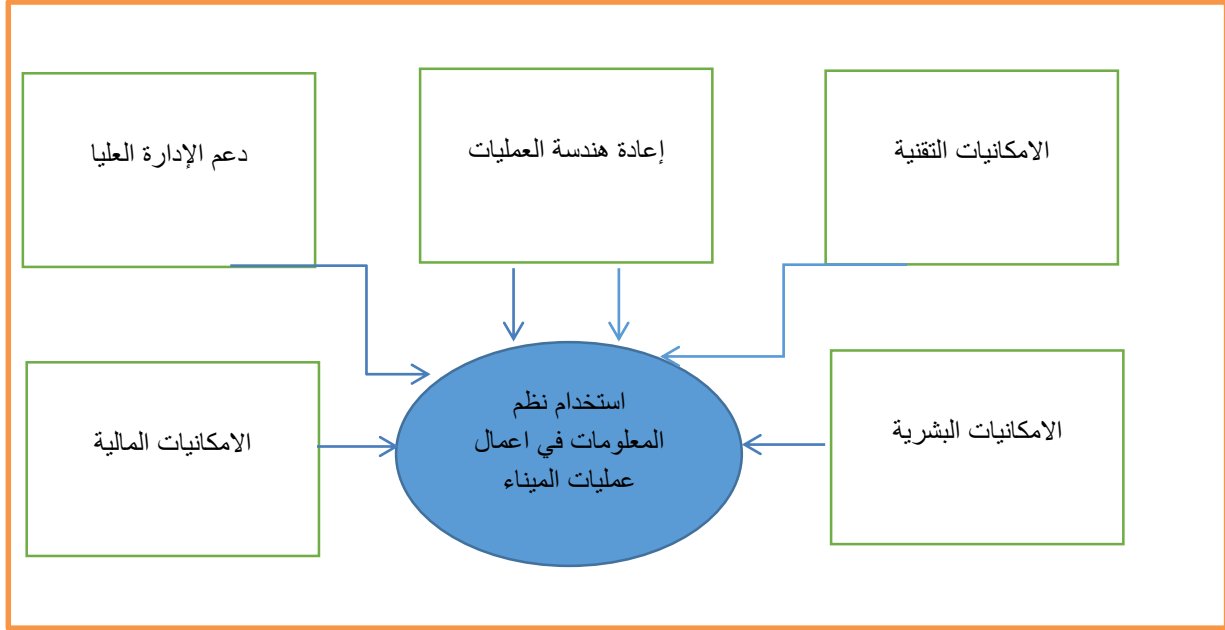 الامكانيات التقنية
إعادة هندسة العمليات
دعم الإدارة العليا
الامكانيات البشرية
استخدام نظم
المعلومات في اعمال
عمليات الميناء
الامكانيات المالية